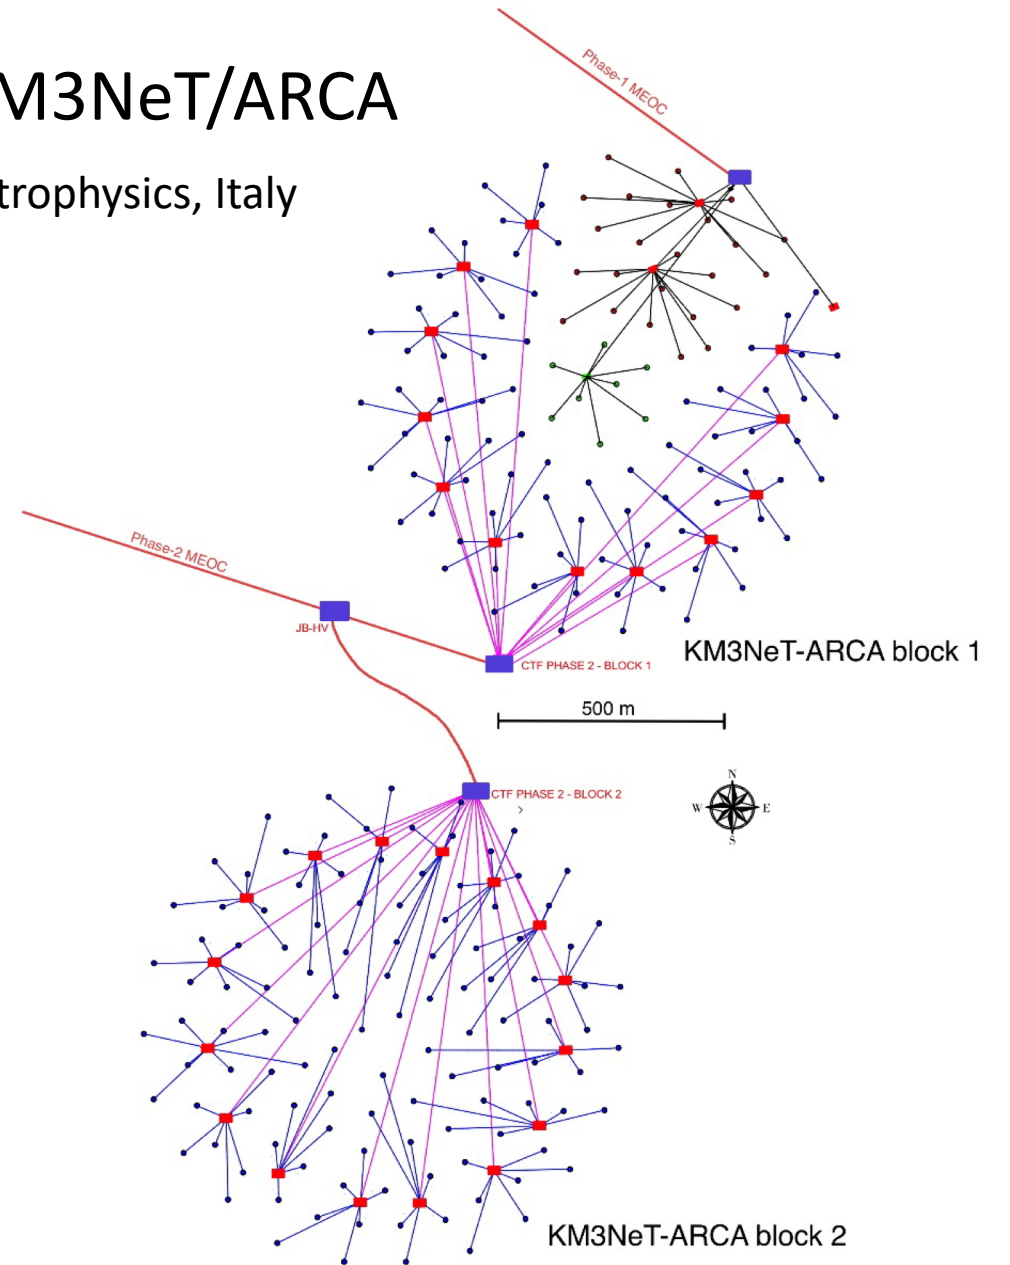 Phase-1 MEOC
M3NeT/ARCA
trophysics, Italy
Phase-2 MEOC
JB-HV
KM3NeT-ARCA block 1
CTF PHASE 2 - BLOCK 1
500 m
N
W E
S
CTF PHASE 2 - BLOCK 2
KM3NeT-ARCA block 2